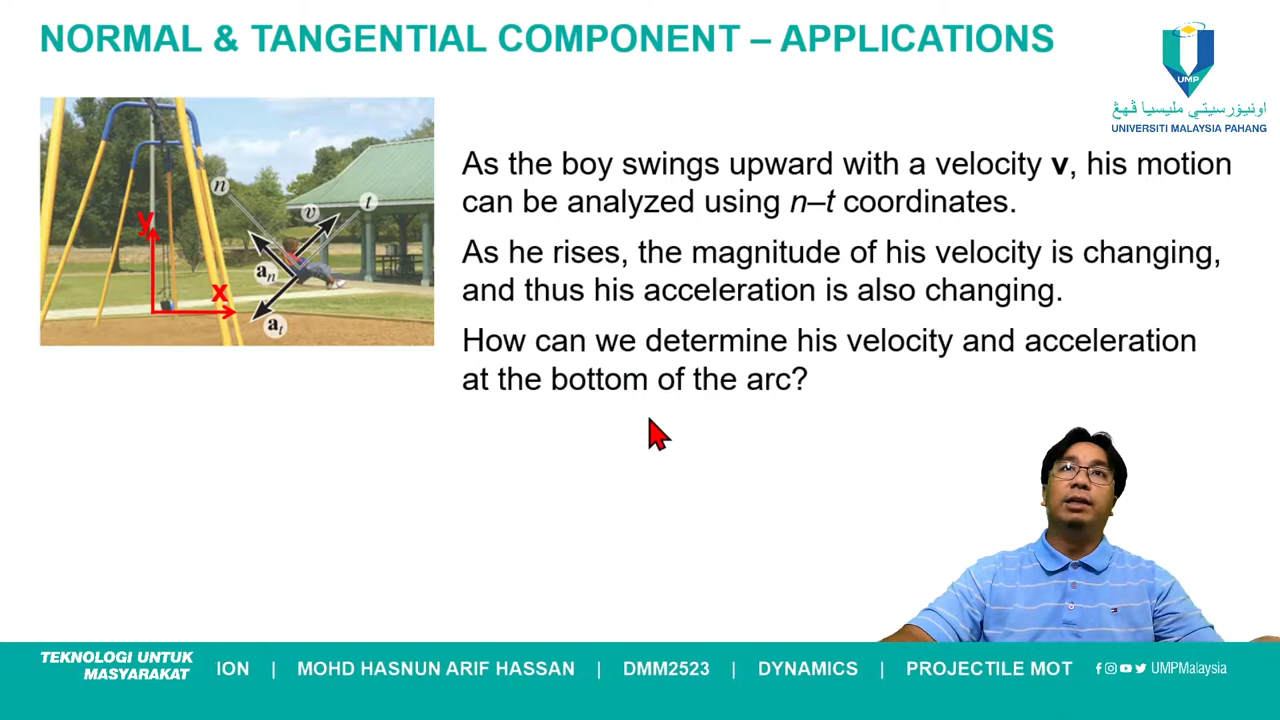 NORMAL & TANGENTIAL COMPONENT – APPLICATIONS
UMP
اونيۏرسيتي مليسيا ڤهڠ
UNIVERSITI MALAYSIA PAHANG
n
v
t
y
a n
x
a t
As the boy swings upward with a velocity v, his motion
can be analyzed using n–t coordinates.
As he rises, the magnitude of his velocity is changing,
and thus his acceleration is also changing.
How can we determine his velocity and acceleration
at the bottom of the arc?
TEKNOLOGI UNTUK
MASYARAKAT
ION | MOHD HASNUN ARIF HASSAN | DMM2523 | DYNAMICS | PROJECTILE MOT
UMPMalaysia